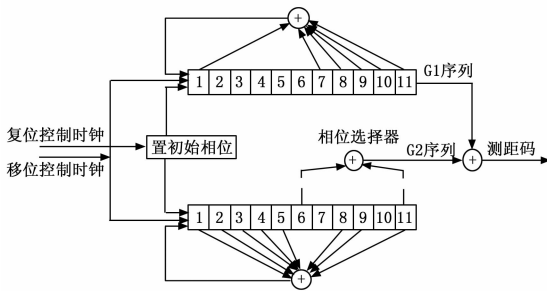 +
1 2 3 4 5 6 7 8 9 10 11
G1序列
复位控制时钟
移位控制时钟
置初始相位
相位选择器
+
G2序列
+
测距码
1 2 3 4 5 6 7 8 9 10 11
+